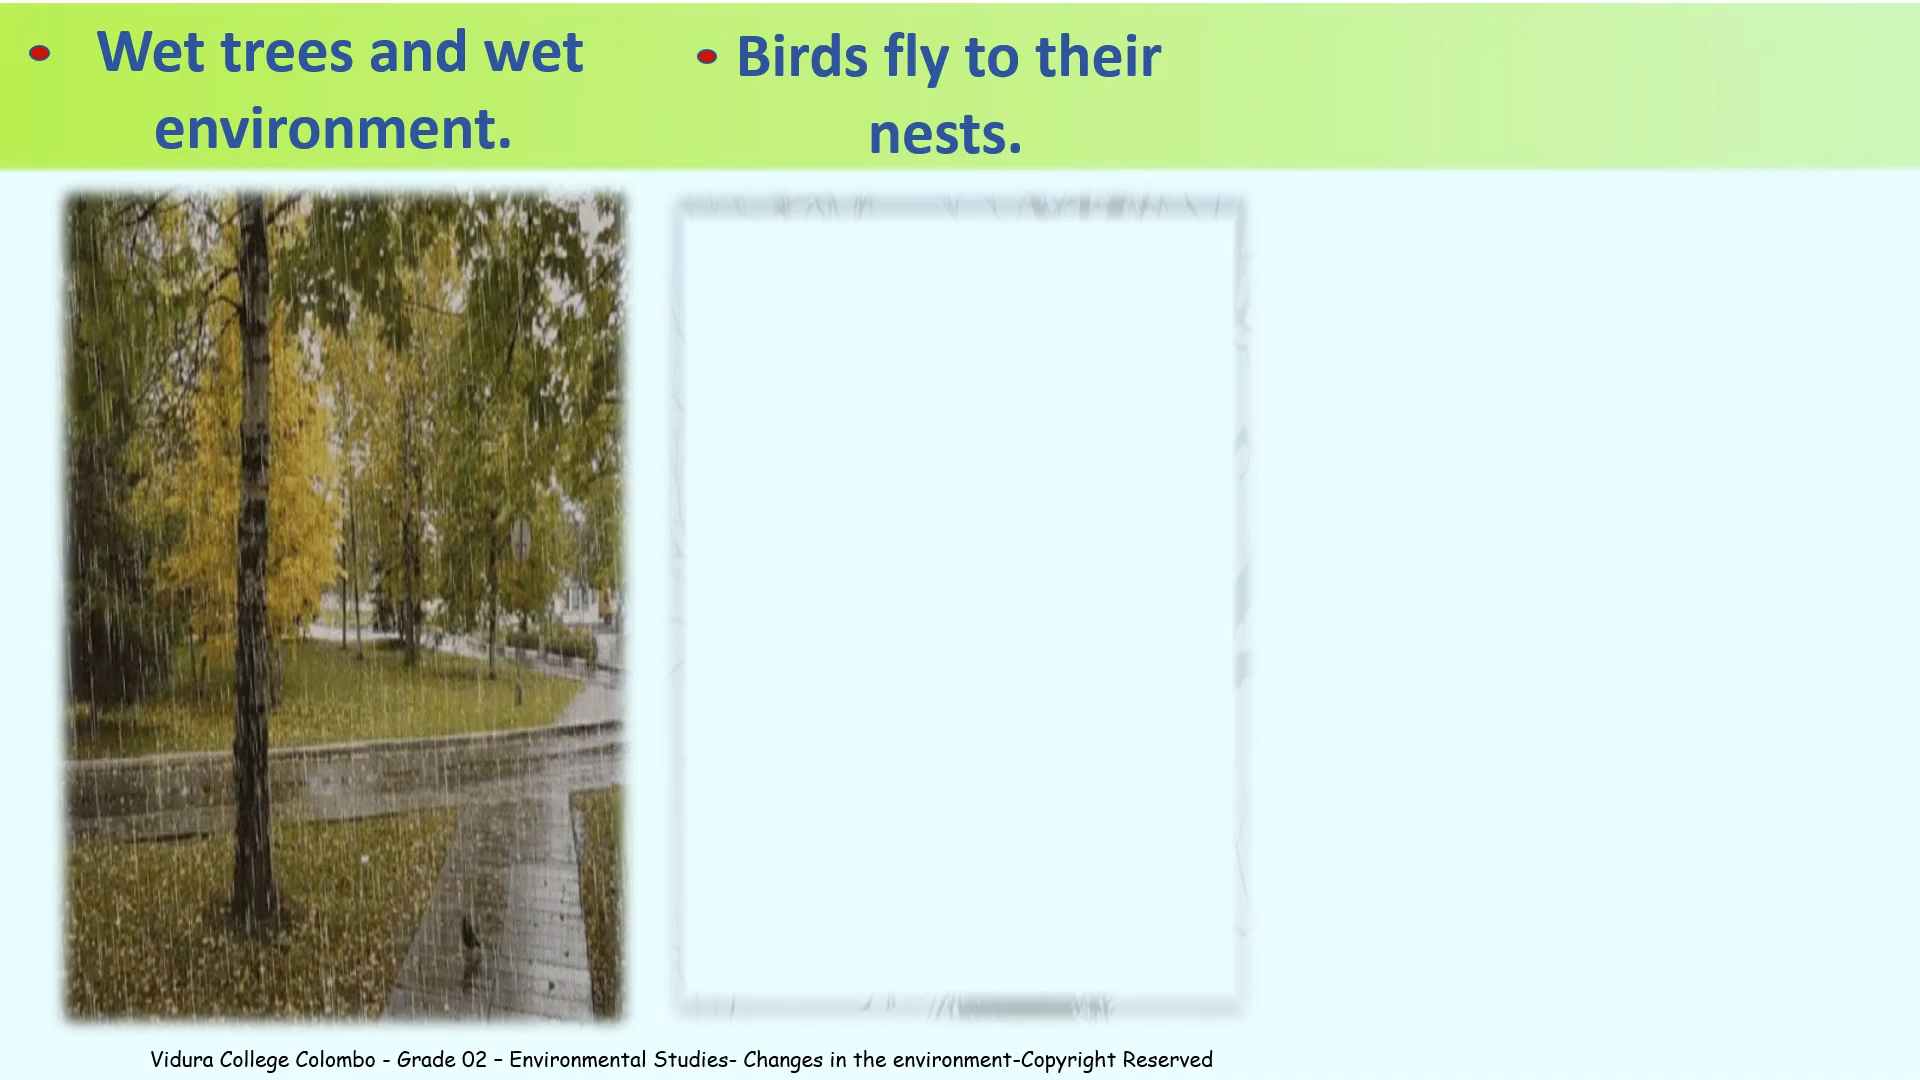 Wet trees and wet
environment.
Birds fly to their
nests.
Vidura College Colombo - Grade 02 – Environmental Studies- Changes in the environment-Copyright Reserved